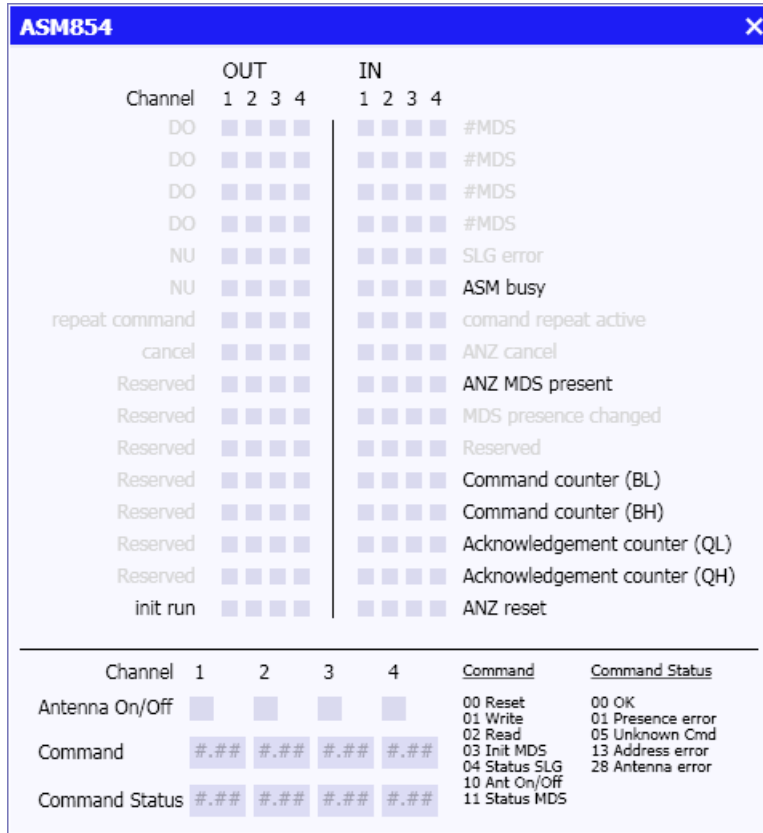 ASM854
OUT IN
Channel 1 2 3 4 1 2 3 4
DO #MDS
DO #MDS
DO #MDS
DO #MDS
NU SLG error
NU ASM busy
repeat command comand repeat active
cancel ANZ cancel
Reserved ANZ MDS present
Reserved MDS presence changed
Reserved Reserved
Reserved Command counter (BL)
Reserved Command counter (BH)
Reserved Acknowledgement counter (QL)
Reserved Acknowledgement counter (QH)
init run ANZ reset
Channel 1 2 3 4
Antenna On/Off
Command #.## #.## #.## #.##
Command Status #.## #.## #.## #.##
Command
00 Reset
01 Write
02 Read
03 Init MDS
04 Status SLG
10 Ant On/Off
11 Status MDS
Command Status
00 OK
01 Presence error
05 Unknown Cmd
13 Address error
28 Antenna error